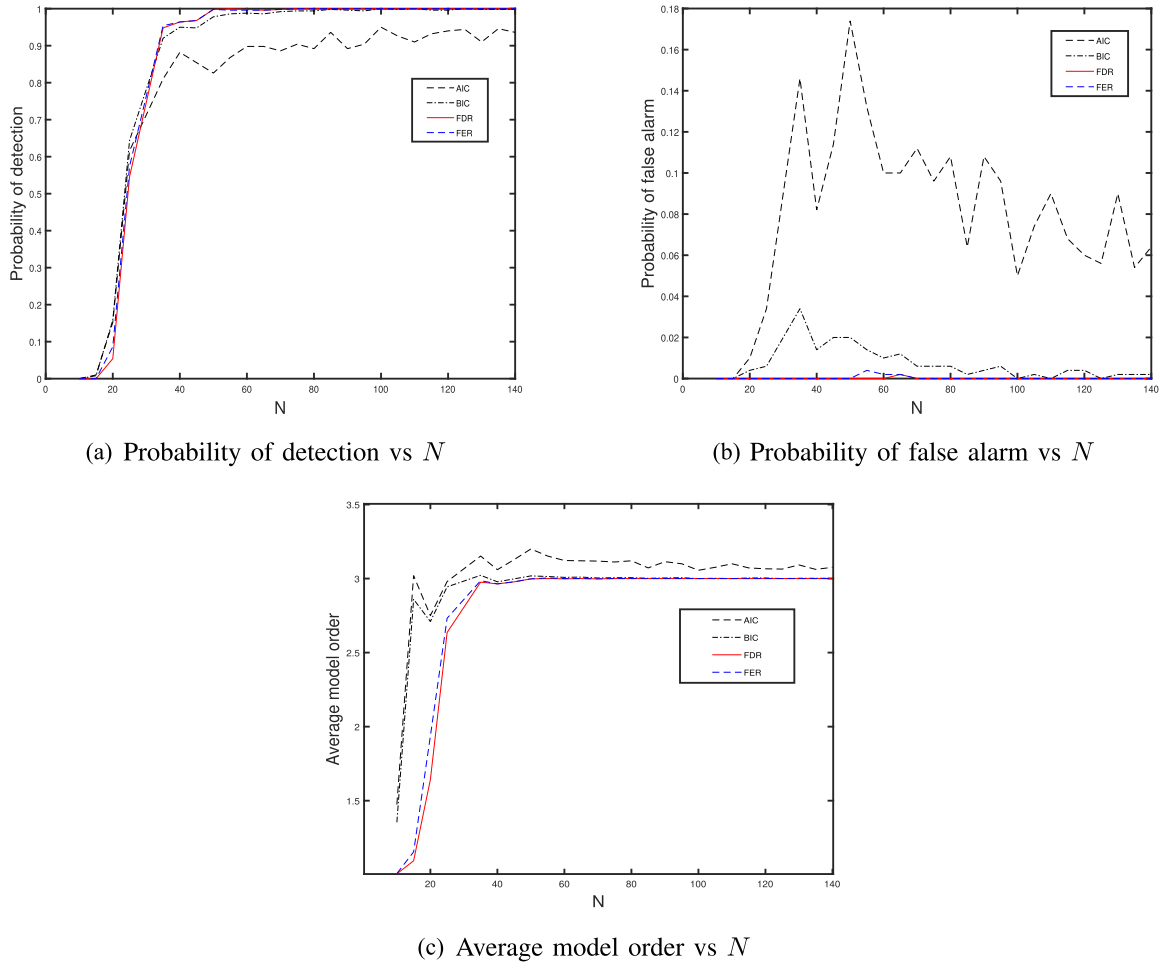 1
0.9
0.8
0.7
0.6
0.5
0.4
0.3
0.2
0.1
0
Probability of detection
0 20 40 60 80 100 120 140
N
AIC
BIC
FDR
FER
(a) Probability of detection vs N
0.18
0.16
0.14
0.12
0.1
0.08
0.06
0.04
0.02
0
Probability of false alarm
0 20 40 60 80 100 120 140
N
AIC
BIC
FDR
FER
(b) Probability of false alarm vs N
3.5
3
2.5
2
1.5
Average model order
20 40 60 80 100 120 140
N
AIC
BIC
FDR
FER
(c) Average model order vs N